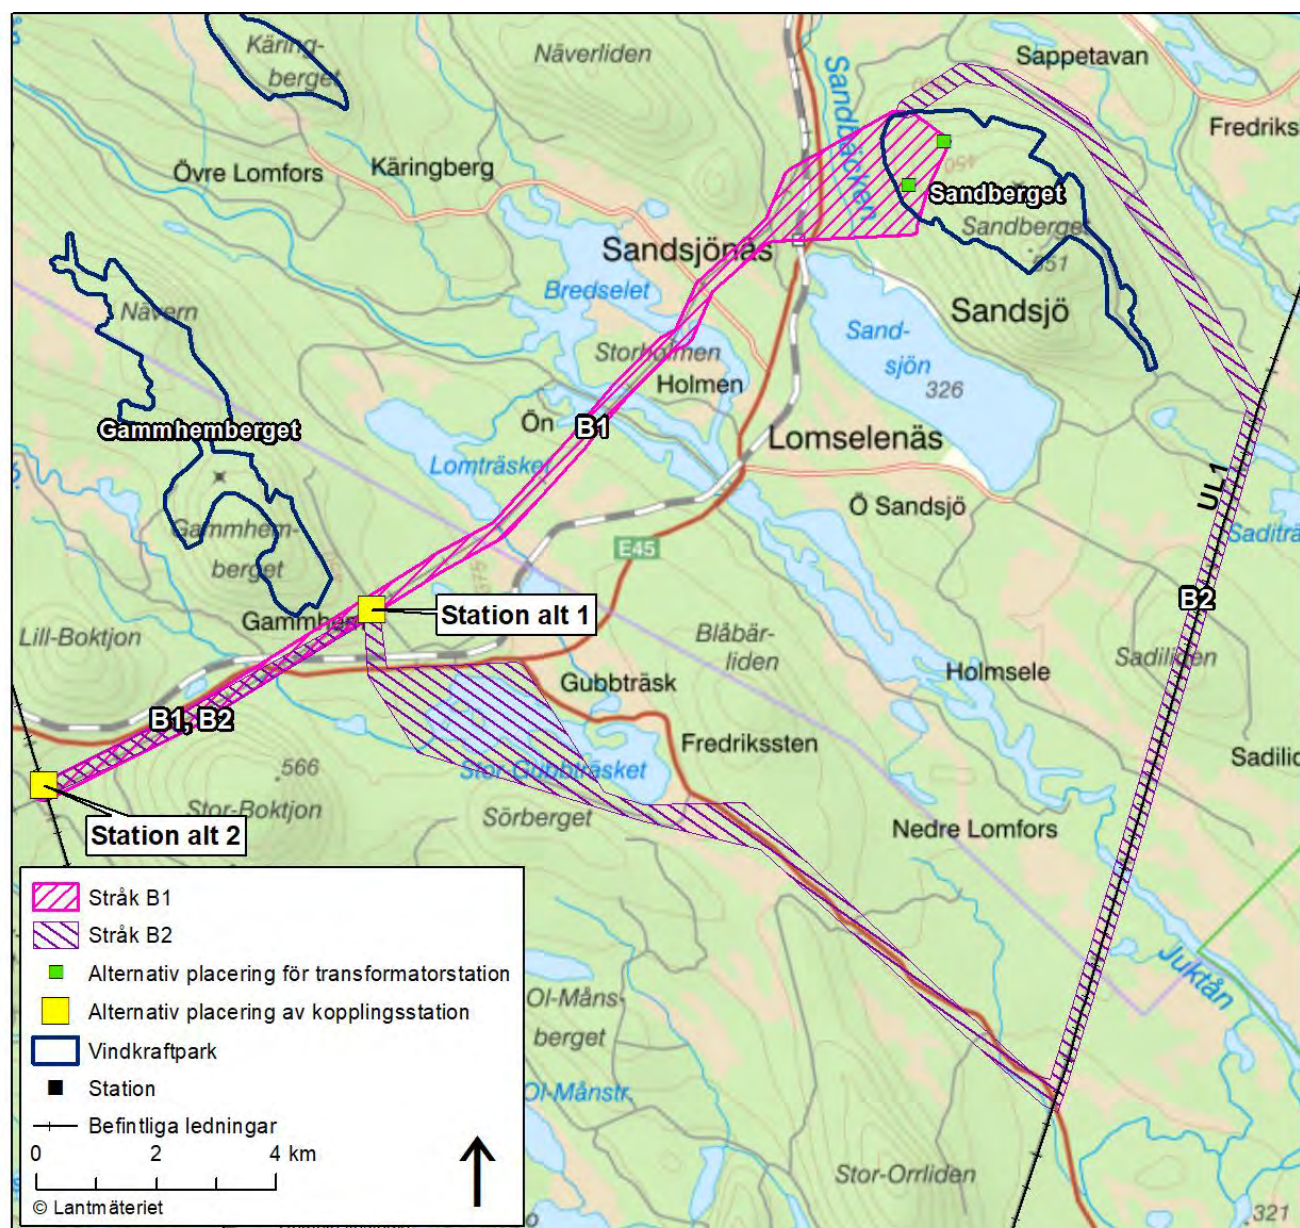 Käring-
berget
Näverliden
Sappetavan
Fredriks
Övre Lomfors
Käringberg
Sandbäcken
450
Sandberget
Sandberget
551
Sandsjönäs
Bredselet
Sandsjö
Nävern
Storholmen
Sand-
sjön
326
Holmen
Gammhemberget
Ön
B1
Lomselenäs
Lomträsket
Ö Sandsjö
UL1
Gammhem-
berget
E45
Saditrä
375
B2
Gammhem
Station alt 1
Lill-Boktjon
Blåbär-
liden
Sadiliden
Holmsele
Gubbträsk
B1, B2
Fredrikssten
Sadilid
566
Stor-Gubbträsket
Stor-Boktjon
Sörberget
Station alt 2
Nedre Lomfors
Juktån
Ol-Måns-
berget
Ol-Månstr.
Stor-Orrliden
321
Stråk B1
Stråk B2
Alternativ placering för transformatorstation
Alternativ placering av kopplingsstation
Vindkraftpark
Station
Befintliga ledningar
0 2 4 km
© Lantmäteriet